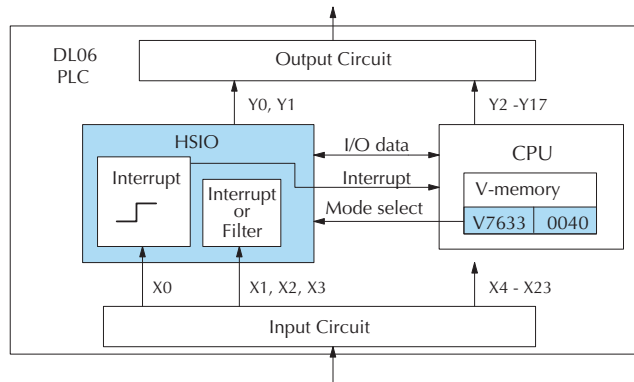 DL06
PLC
Output Circuit
Y0, Y1
Y2 -Y17
HSIO
I/O data
CPU
Interrupt
Interrupt
or
Filter
Interrupt
V-memory
Mode select
V7633
0040
X0
X1, X2, X3
X4 - X23
Input Circuit